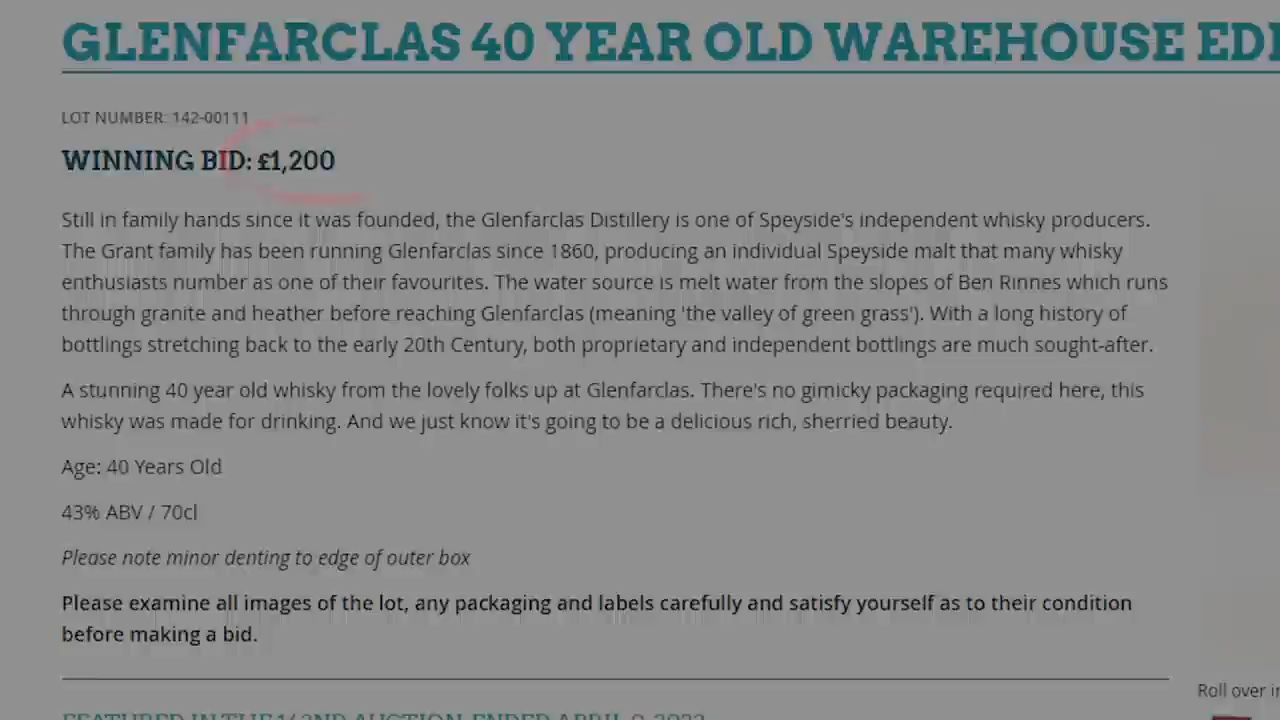 GLENFARCLAS 40 YEAR OLD WAREHOUSE EDI
LOT NUMBER: 142-00111
WINNING BID: £1,200
Still in family hands since it was founded, the Glenfarclas Distillery is one of Speyside's independent whisky producers.
The Grant family has been running Glenfarclas since 1860, producing an individual Speyside malt that many whisky
enthusiasts number as one of their favourites. The water source is melt water from the slopes of Ben Rinnes which runs
through granite and heather before reaching Glenfarclas (meaning 'the valley of green grass'). With a long history of
bottlings stretching back to the early 20th Century, both proprietary and independent bottlings are much sought-after.
A stunning 40 year old whisky from the lovely folks up at Glenfarclas. There's no gimicky packaging required here, this
whisky was made for drinking. And we just know it's going to be a delicious rich, sherried beauty.
Age: 40 Years Old
43% ABV / 70cl
Please note minor denting to edge of outer box
Please examine all images of the lot, any packaging and labels carefully and satisfy yourself as to their condition
before making a bid.
Roll over i
FEATURED IN THE 142ND AUCTION, ENDED APRIL